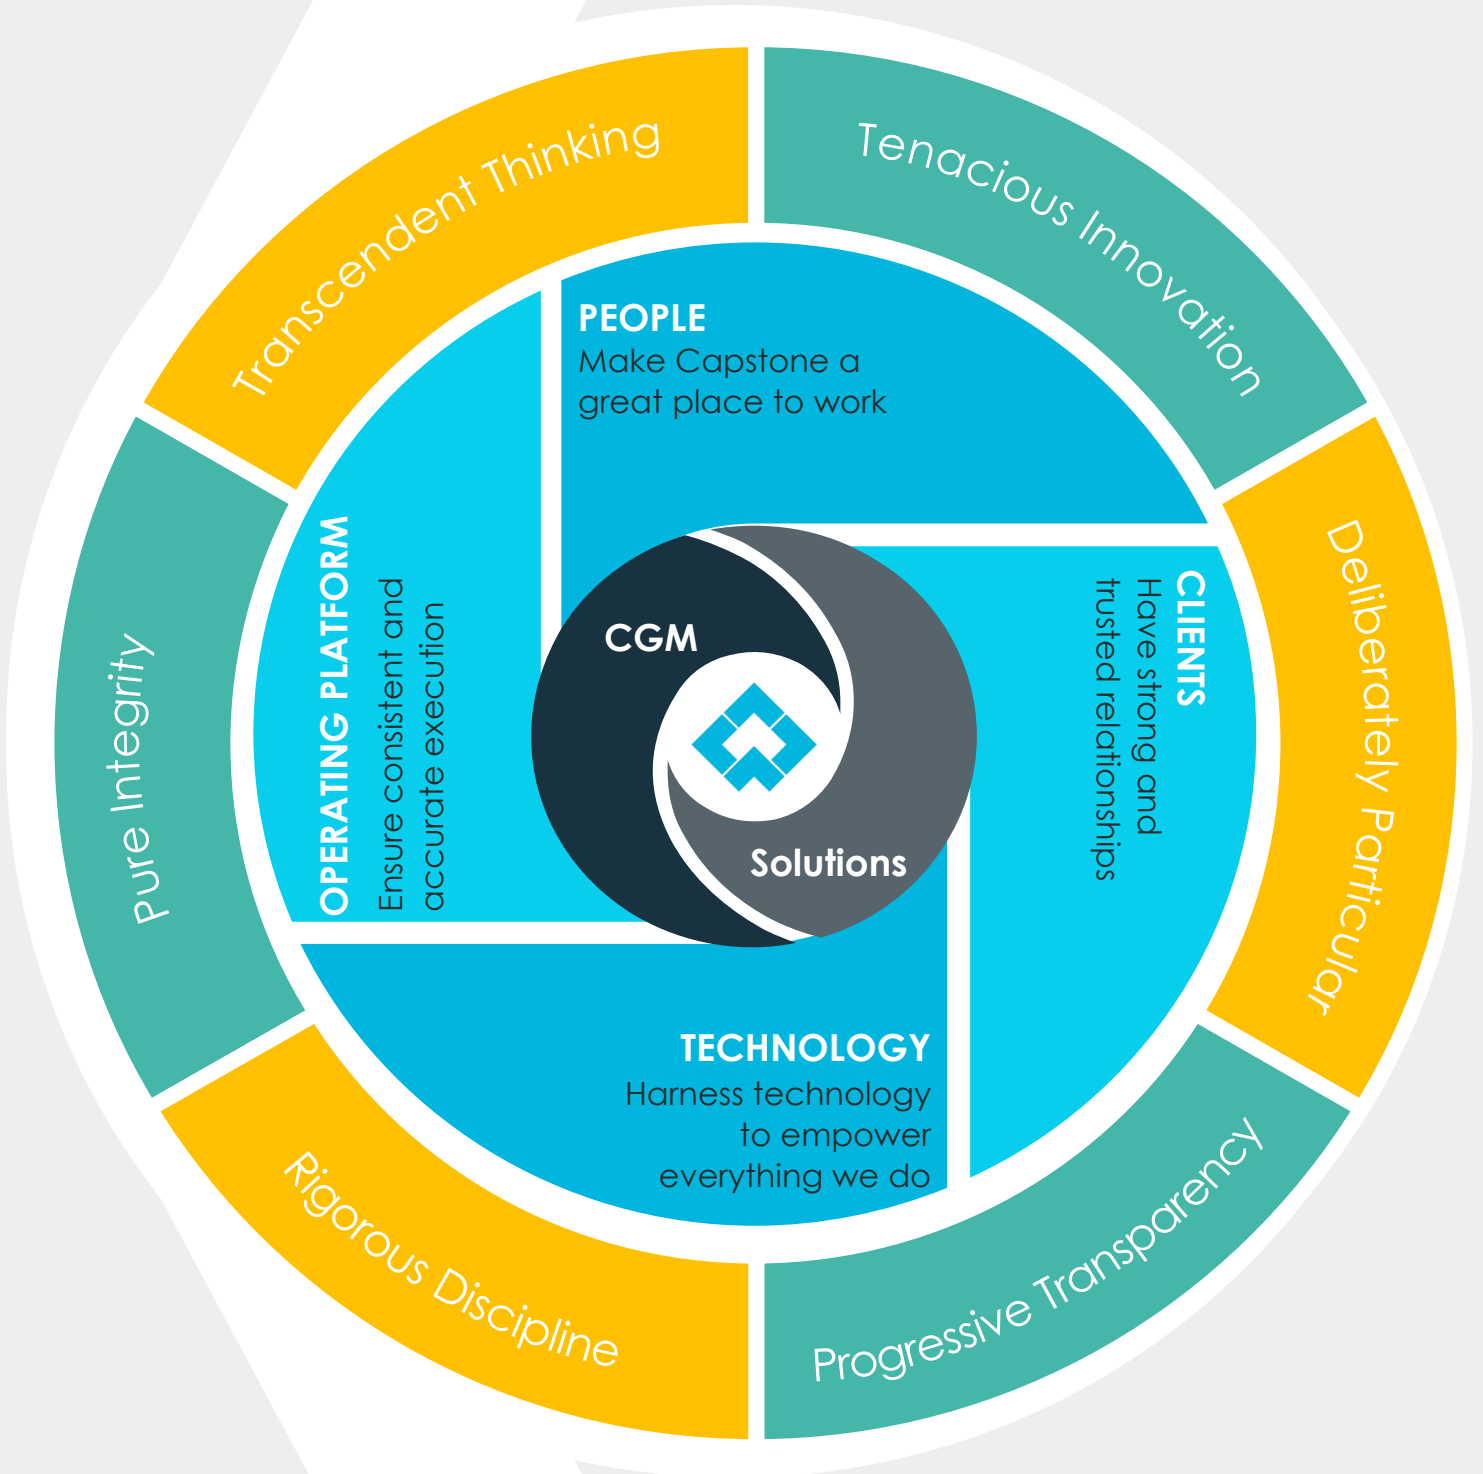 Transcendent Thinking
Tenacious Innovation
Deliberately Particular
Progressive Transparency
Rigorous Discipline
Pure Integrity
PEOPLE
Make Capstone a
great place to work
CLIENTS
Have strong and
trusted relationships
TECHNOLOGY
Harness technology
to empower
everything we do
OPERATING PLATFORM
Ensure consistent and
accurate execution
CGM
Solutions